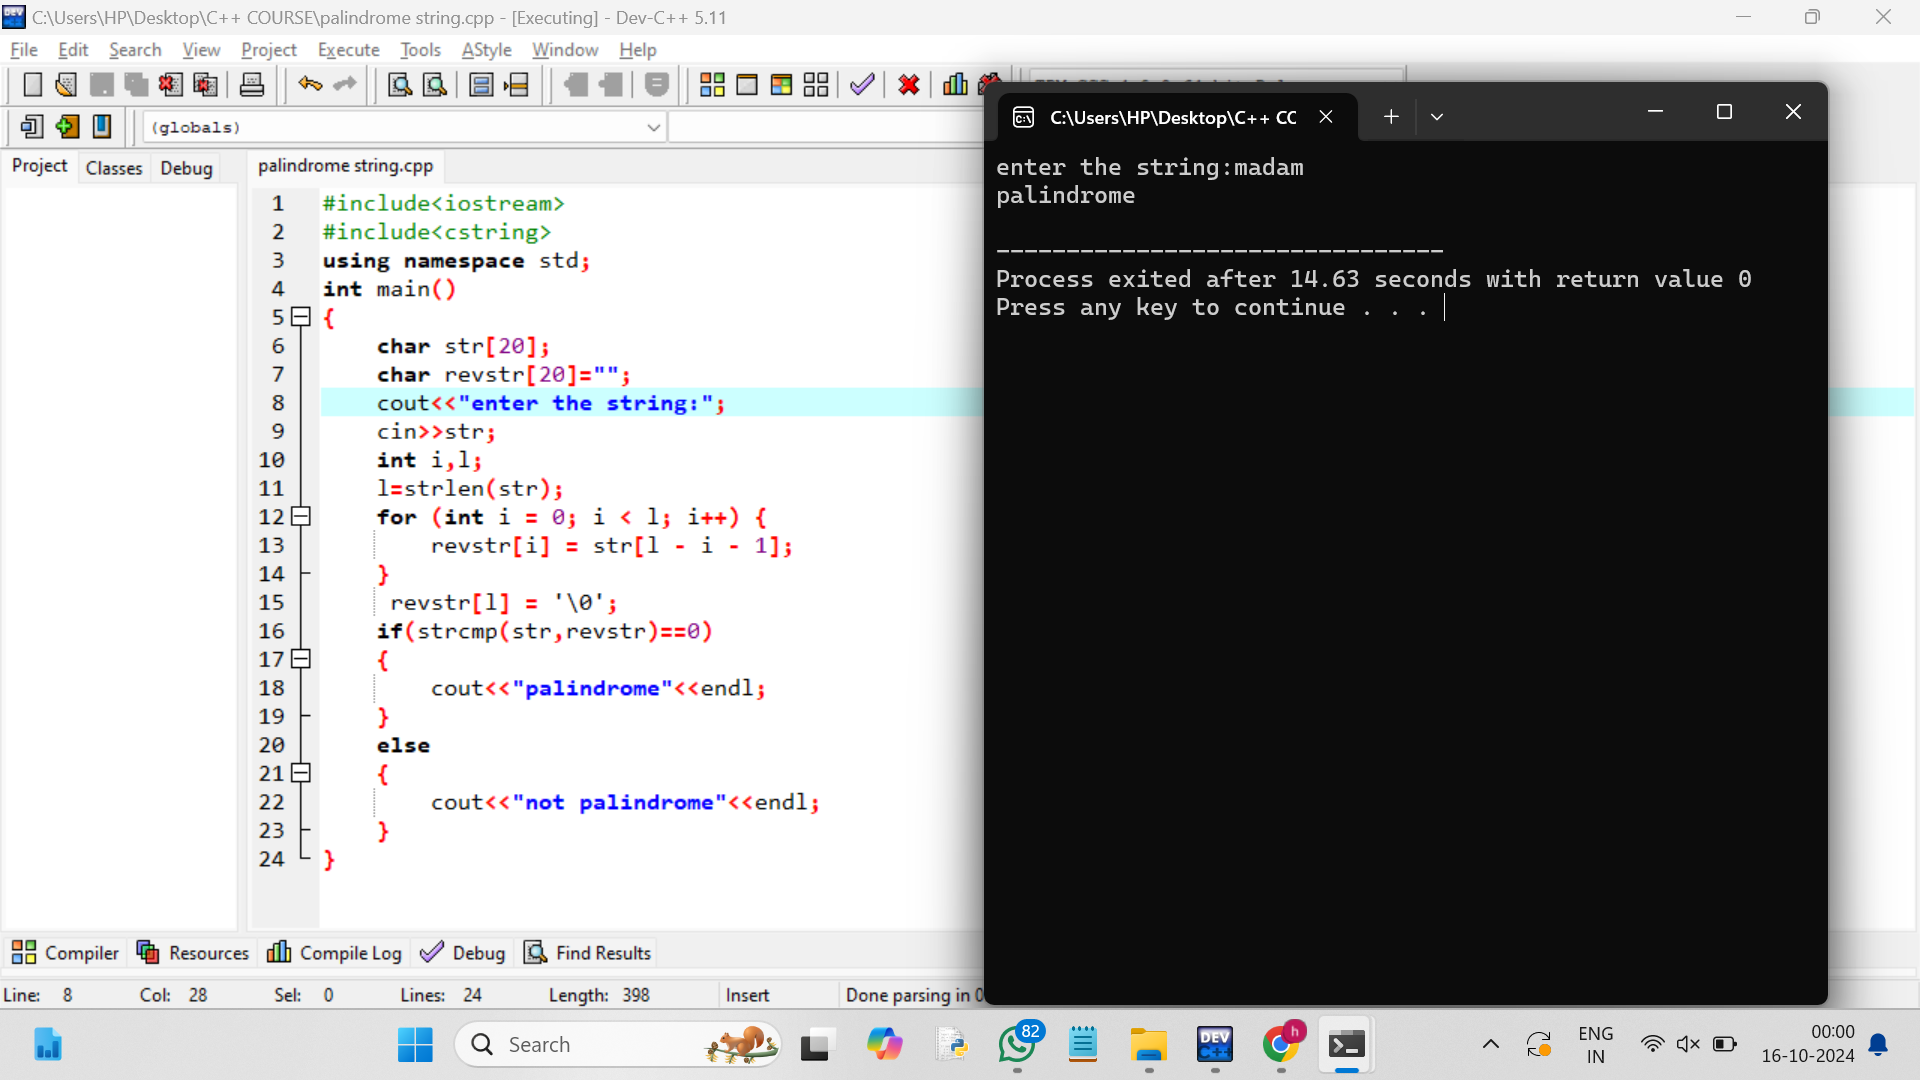 C:\Users\HP\Desktop\C++ COURSE\palindrome string.cpp - [Executing] - Dev-C++ 5.11
File Edit Search View Project Execute Tools AStyle Window Help
(globals)
Project Classes Debug
palindrome string.cpp
1 #include<iostream>
2 #include<cstring>
3 using namespace std;
4 int main()
5 {
6 char str[20];
7 char revstr[20]="";
8 cout<<"enter the string:";
9 cin>>str;
10 int i,l;
11 l=strlen(str);
12 for (int i = 0; i < l; i++) {
13 revstr[i] = str[l - i - 1];
14 }
15 revstr[l] = '\0';
16 if(strcmp(str,revstr)==0)
17 {
18 cout<<"palindrome"<<endl;
19 }
20 else
21 {
22 cout<<"not palindrome"<<endl;
23 }
24 }
C:\Users\HP\Desktop\C++ CC
enter the string:madam
palindrome
--------------------------------
Process exited after 14.63 seconds with return value 0
Press any key to continue . . .
Compiler Resources Compile Log Debug Find Results
Line: 8 Col: 28 Sel: 0 Lines: 24 Length: 398 Insert Done parsing in
Search
82
DEV C++
h
ENG
IN
00:00
16-10-2024